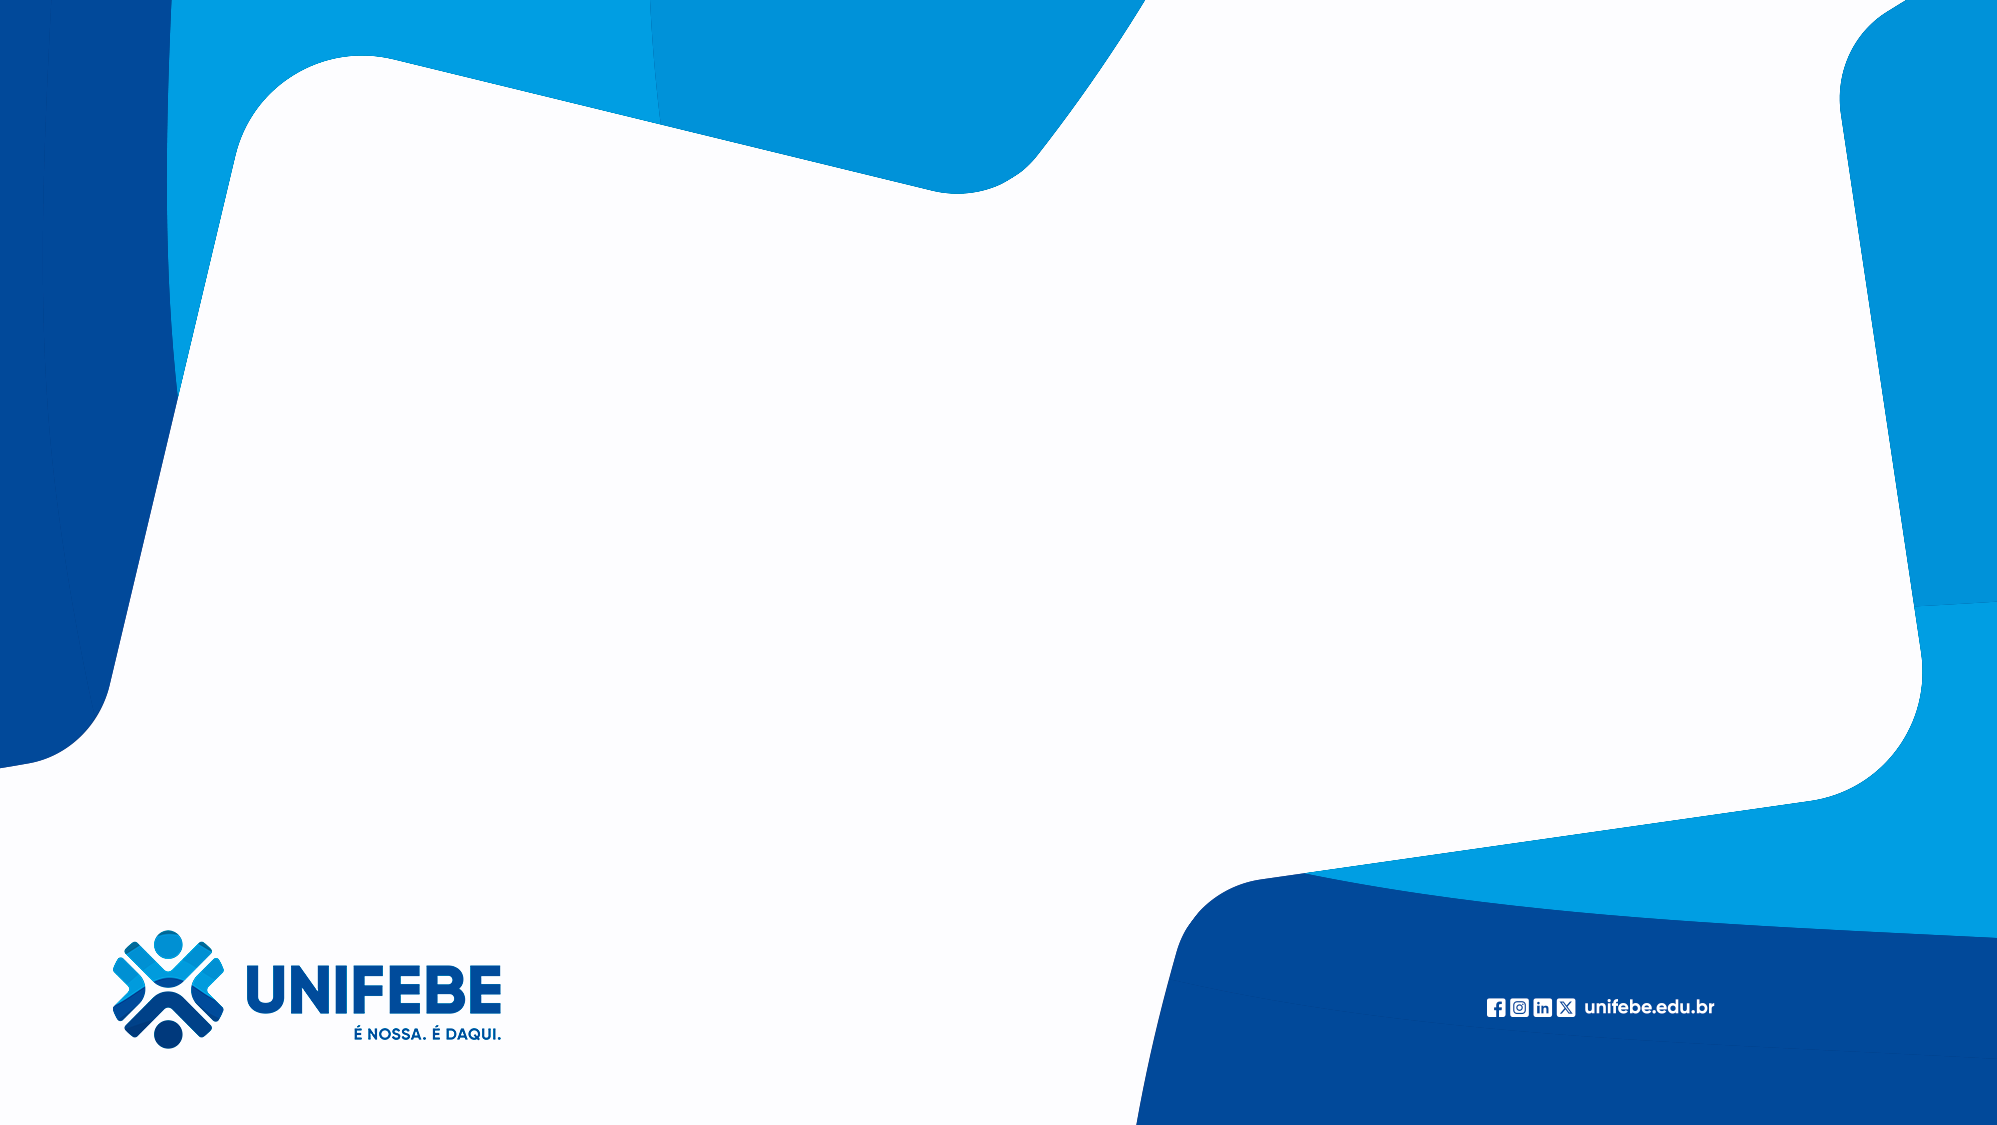 UNIFEBE
É NOSSA. É DAQUI.
unifebe.edu.br